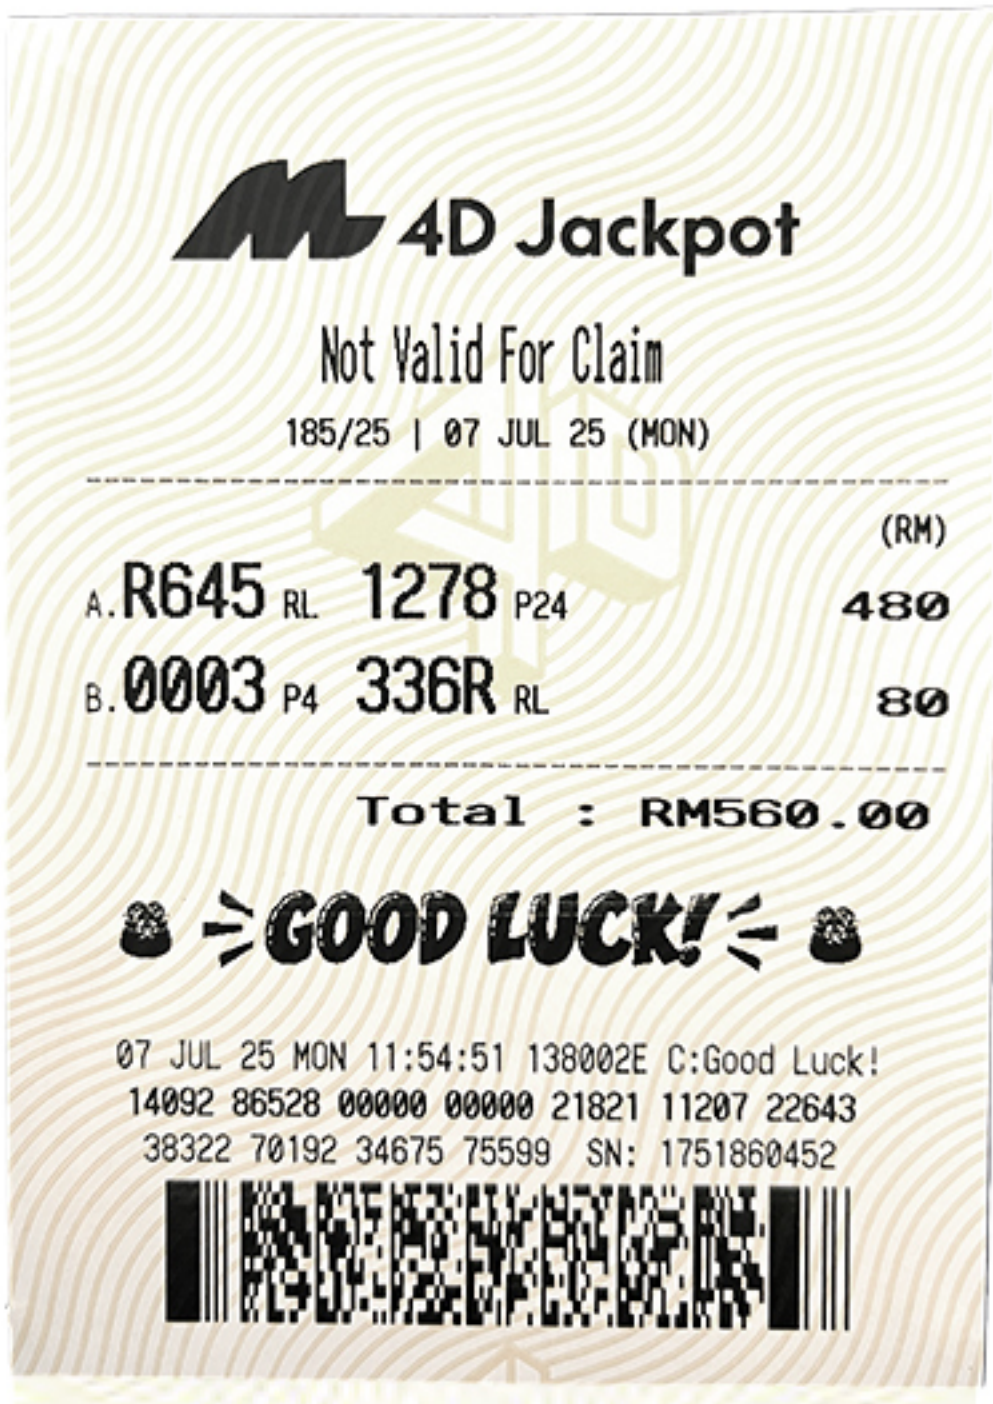 4D Jackpot
Not Valid For Claim
185/25 | 07 JUL 25 (MON)
(RM)
A. R645 RL 1278 P24 480
B. 0003 P4 336R RL 80
Total : RM560.00
GOOD LUCK!
07 JUL 25 MON 11:54:51 138002E C:Good Luck!
14092 86528 00000 00000 21821 11207 22643
38322 70192 34675 75599 SN: 1751860452